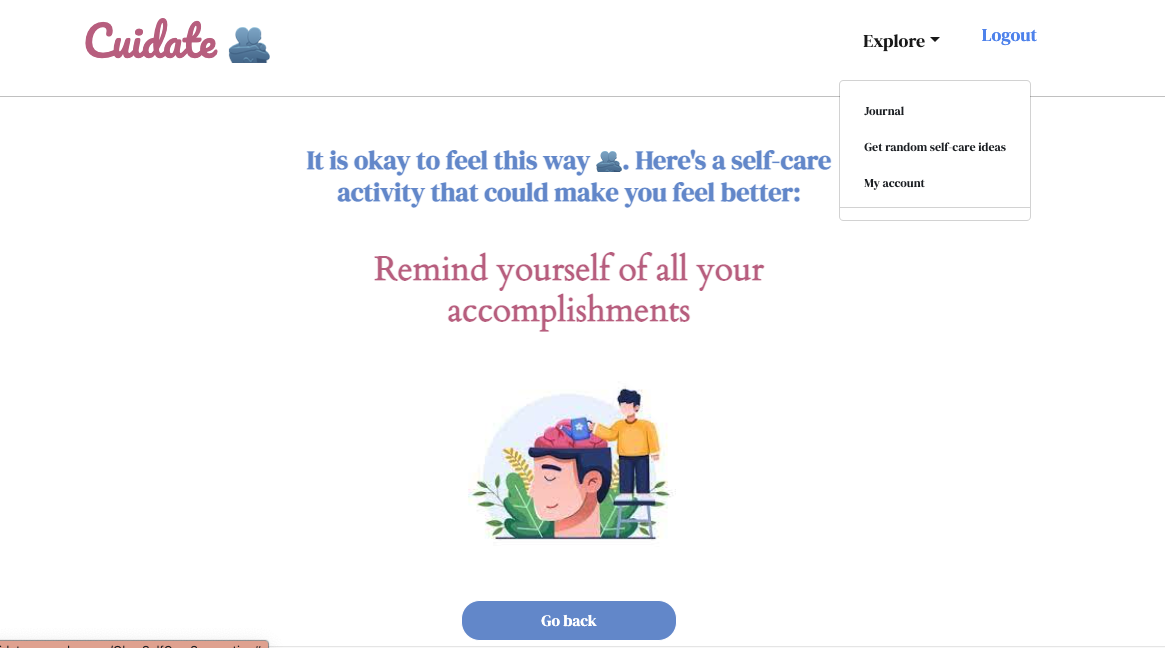 Cuidate
Explore
Logout
Journal
Get random self-care ideas
My account
It is okay to feel this way 🫂. Here's a self-care
activity that could make you feel better:
Remind yourself of all your
accomplishments
Go back